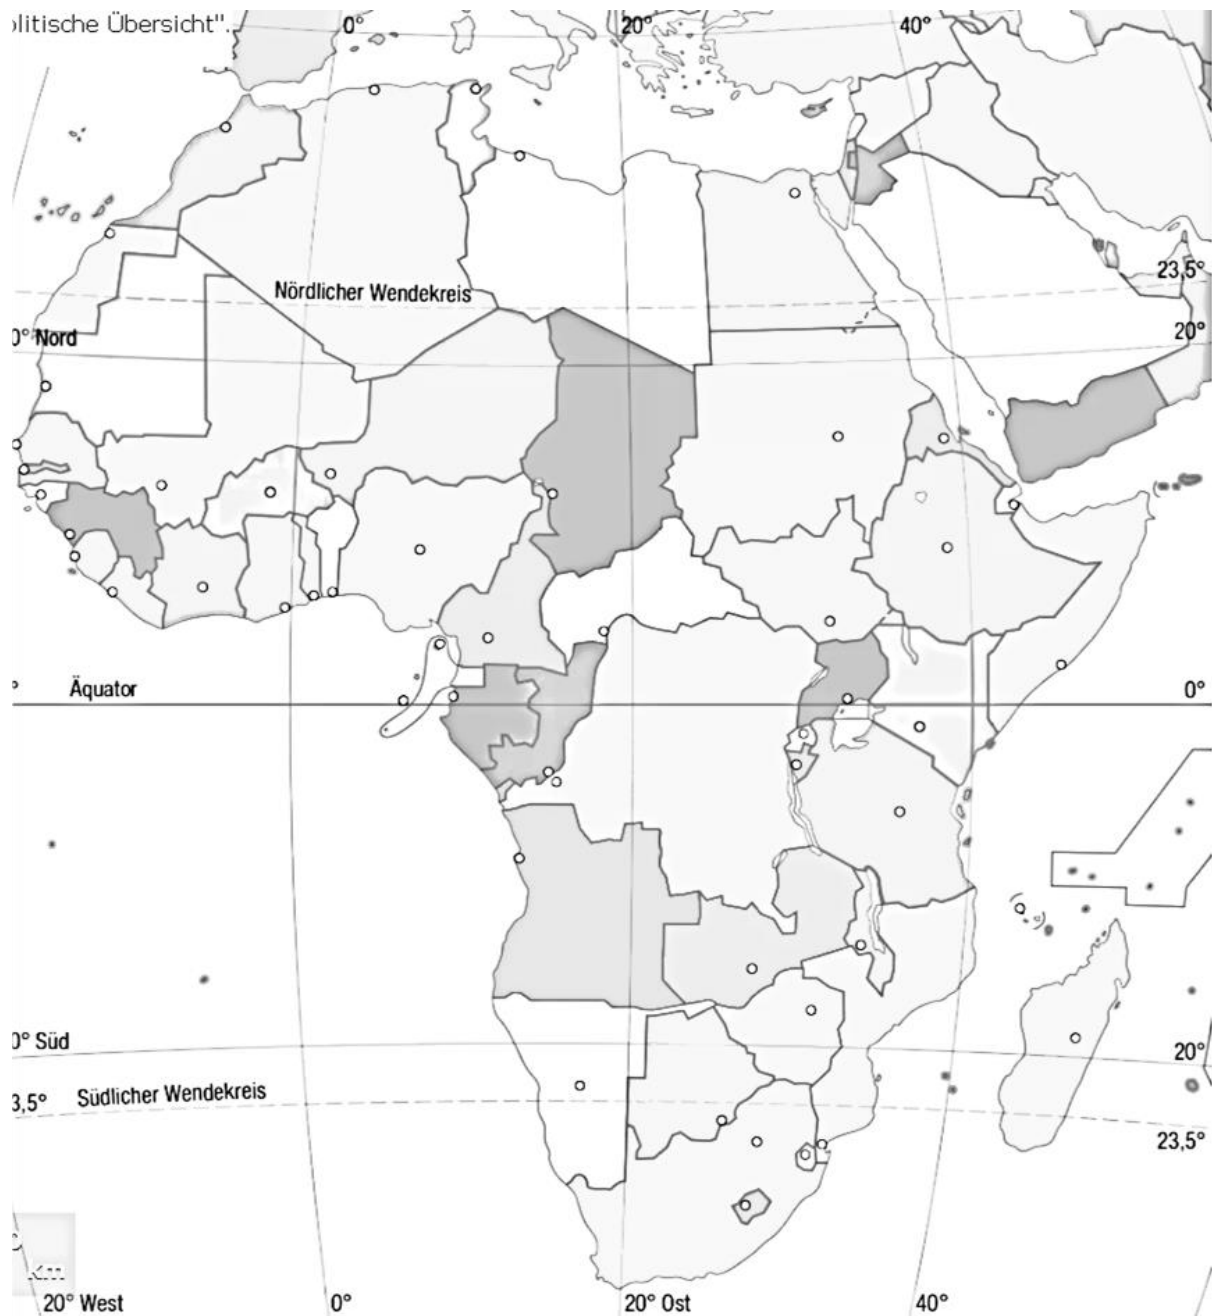 olitische Übersicht".
0°
20°
40°
23,5°
Nördlicher Wendekreis
0° Nord
20°
Äquator
0°
0° Süd
20°
Südlicher Wendekreis
3,5°
23,5°
km
20° West
0°
20° Ost
40°